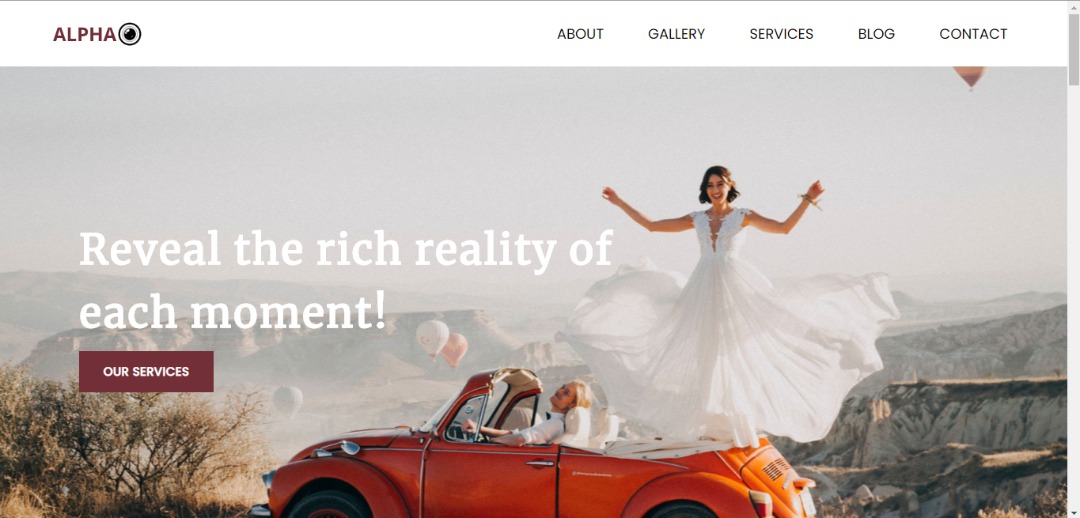 ALPHA
ABOUT GALLERY SERVICES BLOG CONTACT
Reveal the rich reality of
each moment!
OUR SERVICES